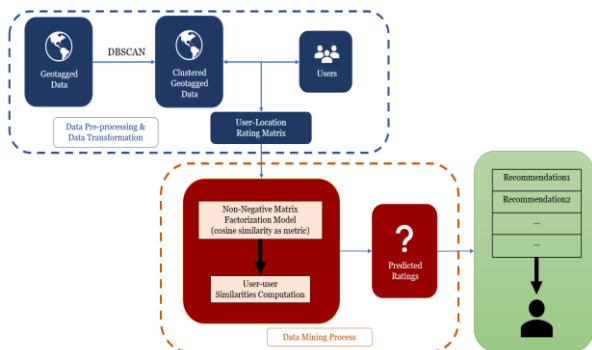 Geotagged
Data
DBSCAN
Clustered
Geotagged
Data
Users
Data Pre-processing &
Data Transformation
User-Location
Rating Matrix
Non-Negative Matrix
Factorization Model
(cosine similarity as metric)
User-user
Similarities Computation
?
Predicted
Ratings
Data Mining Process
Recommendation1
Recommendation2
...
...